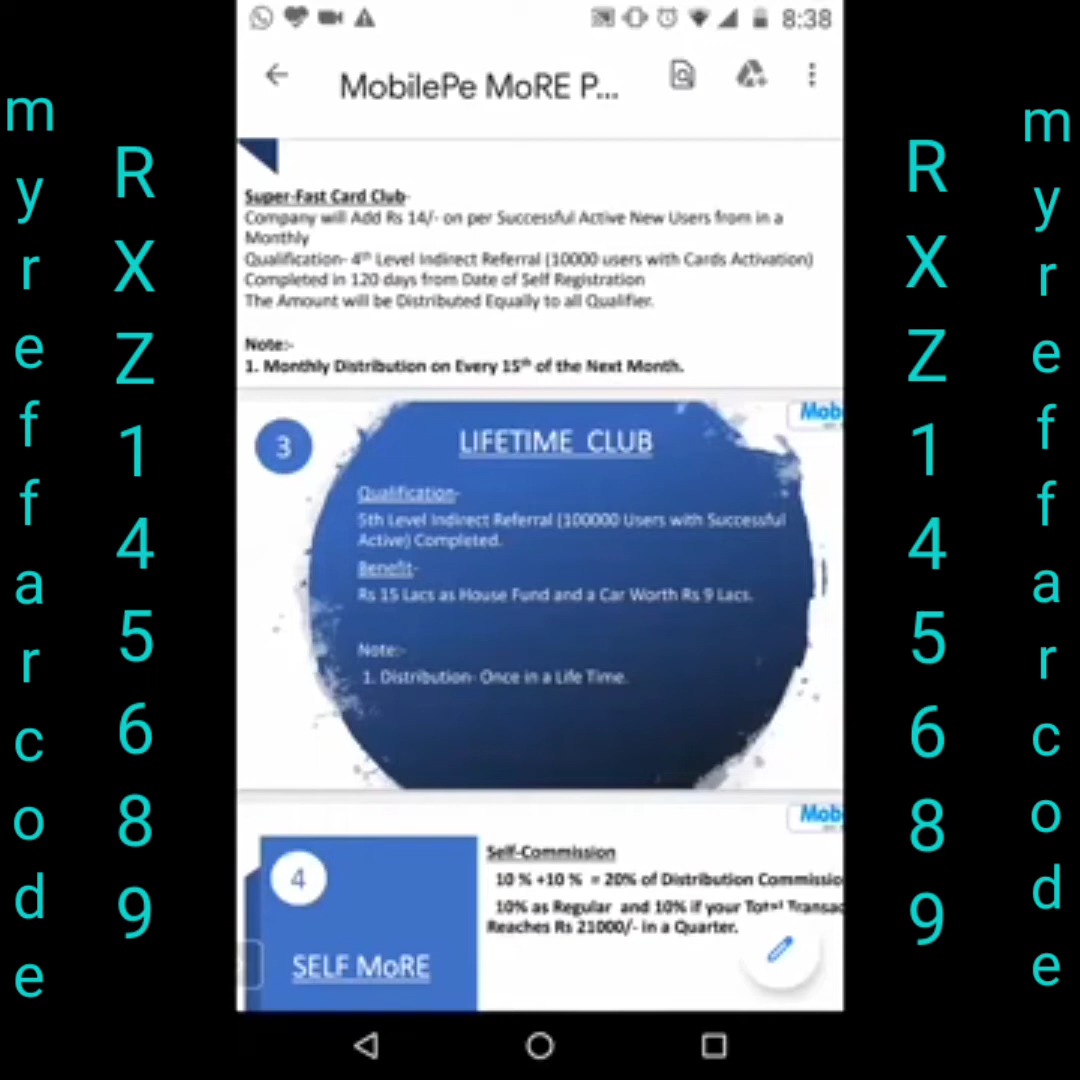 myreffarcode
RXZ145689
8:38
MobilePe MoRE P...
Super-Fast Card Club-
Company will Add Rs 14/- on per Successful Active New Users from in a
Monthly
Qualification- 4th Level Indirect Referral (10000 users with Cards Activation)
Completed in 120 days from Date of Self Registration
The Amount will be Distributed Equally to all Qualifier.
Note:-
1. Monthly Distribution on Every 15th of the Next Month.
Mob
3
LIFETIME CLUB
Qualification-
5th Level Indirect Referral (100000 Users with Successful
Active) Completed.
Benefit-
Rs 15 Lacs as House Fund and a Car Worth Rs 9 Lacs.
Note:-
1. Distribution- Once in a Life Time.
Mob
4
SELF MoRE
Self-Commission
10 % +10 % = 20% of Distribution Commissio
10% as Regular and 10% if your Total Transac
Reaches Rs 21000/- in a Quarter.
RXZ145689
myreffarcode